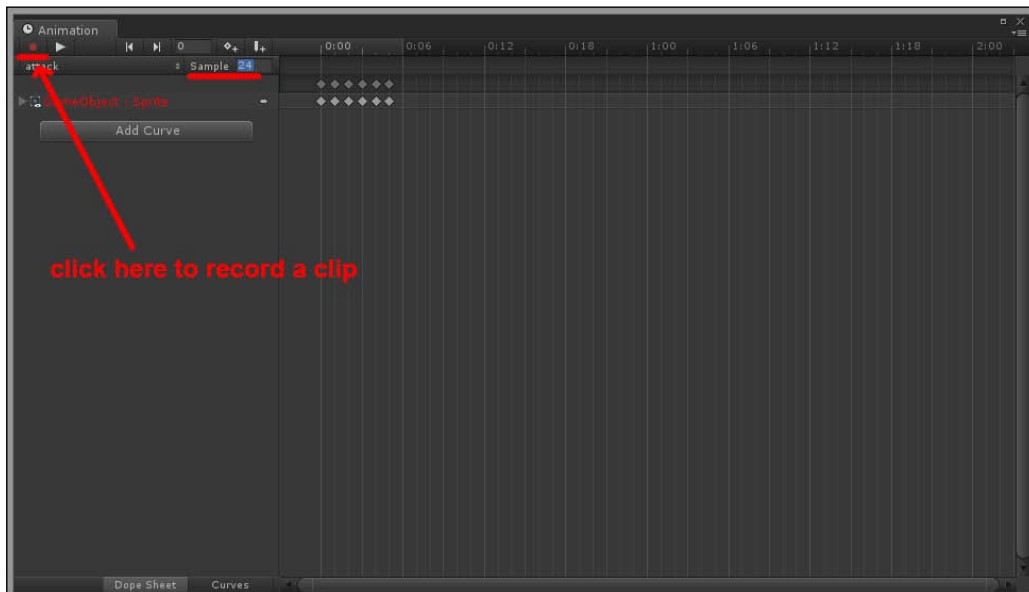 Animation
0
0:00 0:06 0:12 0:18 1:00 1:06 1:12 1:18 2:00
attack Sample 24
GameObject : Sprite
Add Curve
click here to record a clip
Dope Sheet Curves